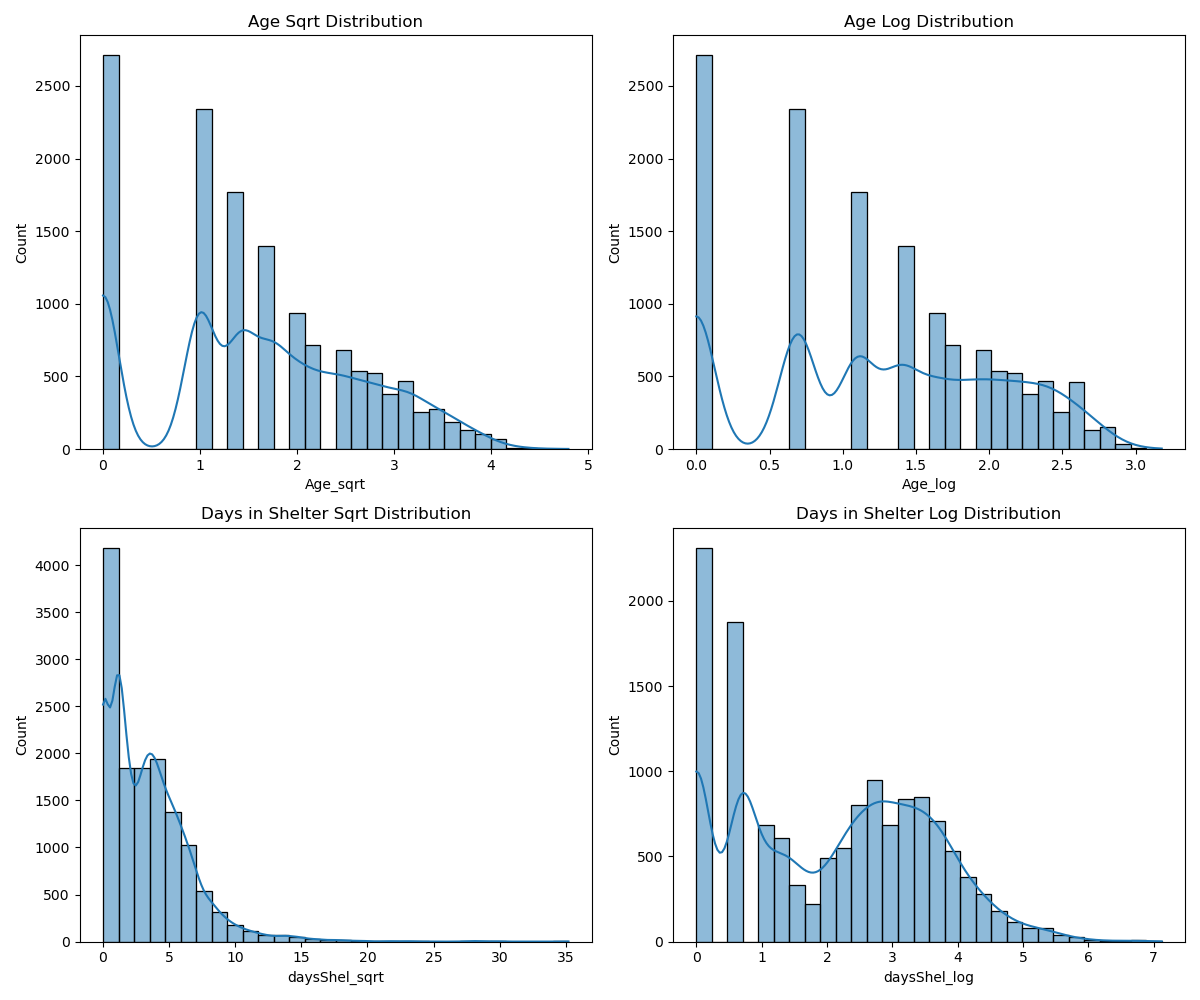 Age Sqrt Distribution
Count
2500
2000
1500
1000
500
0
0 1 2 3 4 5
Age_sqrt
Age Log Distribution
Count
2500
2000
1500
1000
500
0
0.0 0.5 1.0 1.5 2.0 2.5 3.0
Age_log
Days in Shelter Sqrt Distribution
Count
4000
3500
3000
2500
2000
1500
1000
500
0
0 5 10 15 20 25 30 35
daysShel_sqrt
Days in Shelter Log Distribution
Count
2000
1500
1000
500
0
0 1 2 3 4 5 6 7
daysShel_log